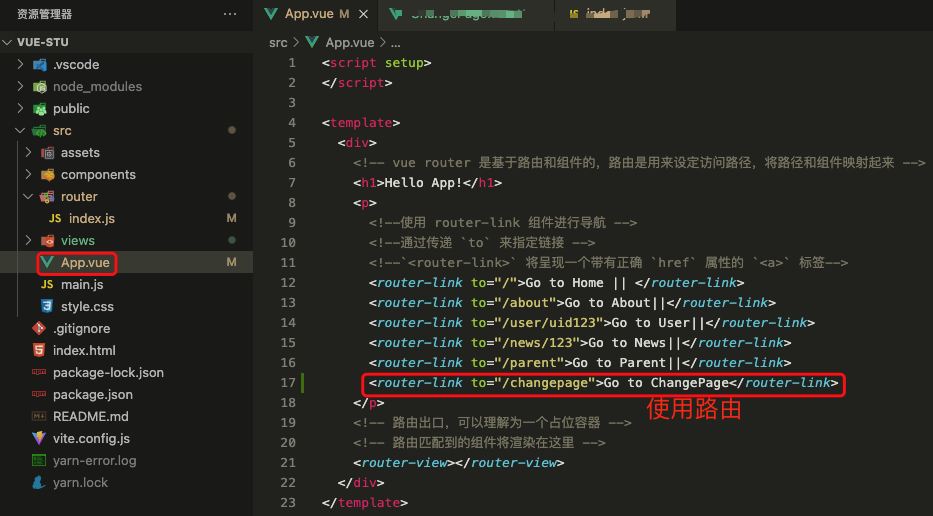 资源管理器 ···
VUE-STU
.vscode
node_modules
public
src
assets
components
router
JS index.js M
views
App.vue M
JS main.js
style.css
.gitignore
index.html
package-lock.json
package.json
README.md
vite.config.js
yarn-error.log
yarn.lock
App.vue M
src > App.vue > ...
1 <script setup>
2 </script>
3
4 <template>
5 <div>
6 <!-- vue router 是基于路由和组件的，路由是用来设定访问路径，将路径和组件映射起来 -->
7 <h1>Hello App!</h1>
8 <p>
9 <!--使用 router-link 组件进行导航 -->
10 <!--通过传递 `to` 来指定链接 -->
11 <!--`<router-link>` 将呈现一个带有正确 `href` 属性的 `<a>` 标签-->
12 <router-link to="/">Go to Home || </router-link>
13 <router-link to="/about">Go to About||</router-link>
14 <router-link to="/user/uid123">Go to User||</router-link>
15 <router-link to="/news/123">Go to News||</router-link>
16 <router-link to="/parent">Go to Parent||</router-link>
17 <router-link to="/changepage">Go to ChangePage</router-link>
使用路由
18 </p>
19 <!-- 路由出口，可以理解为一个占位容器 -->
20 <!-- 路由匹配到的组件将渲染在这里 -->
21 <router-view></router-view>
22 </div>
23 </template>